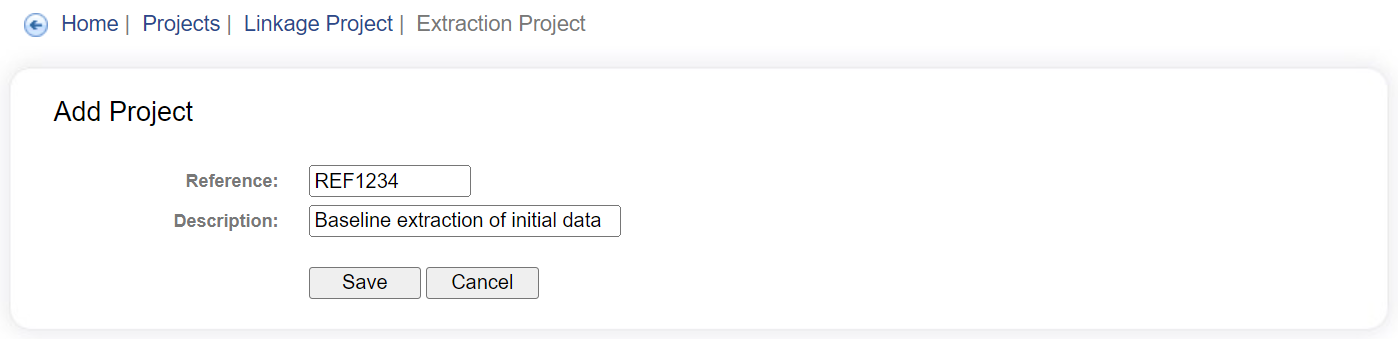 Home | Projects | Linkage Project | Extraction Project
Add Project
Reference: REF1234
Description: Baseline extraction of initial data
Save Cancel